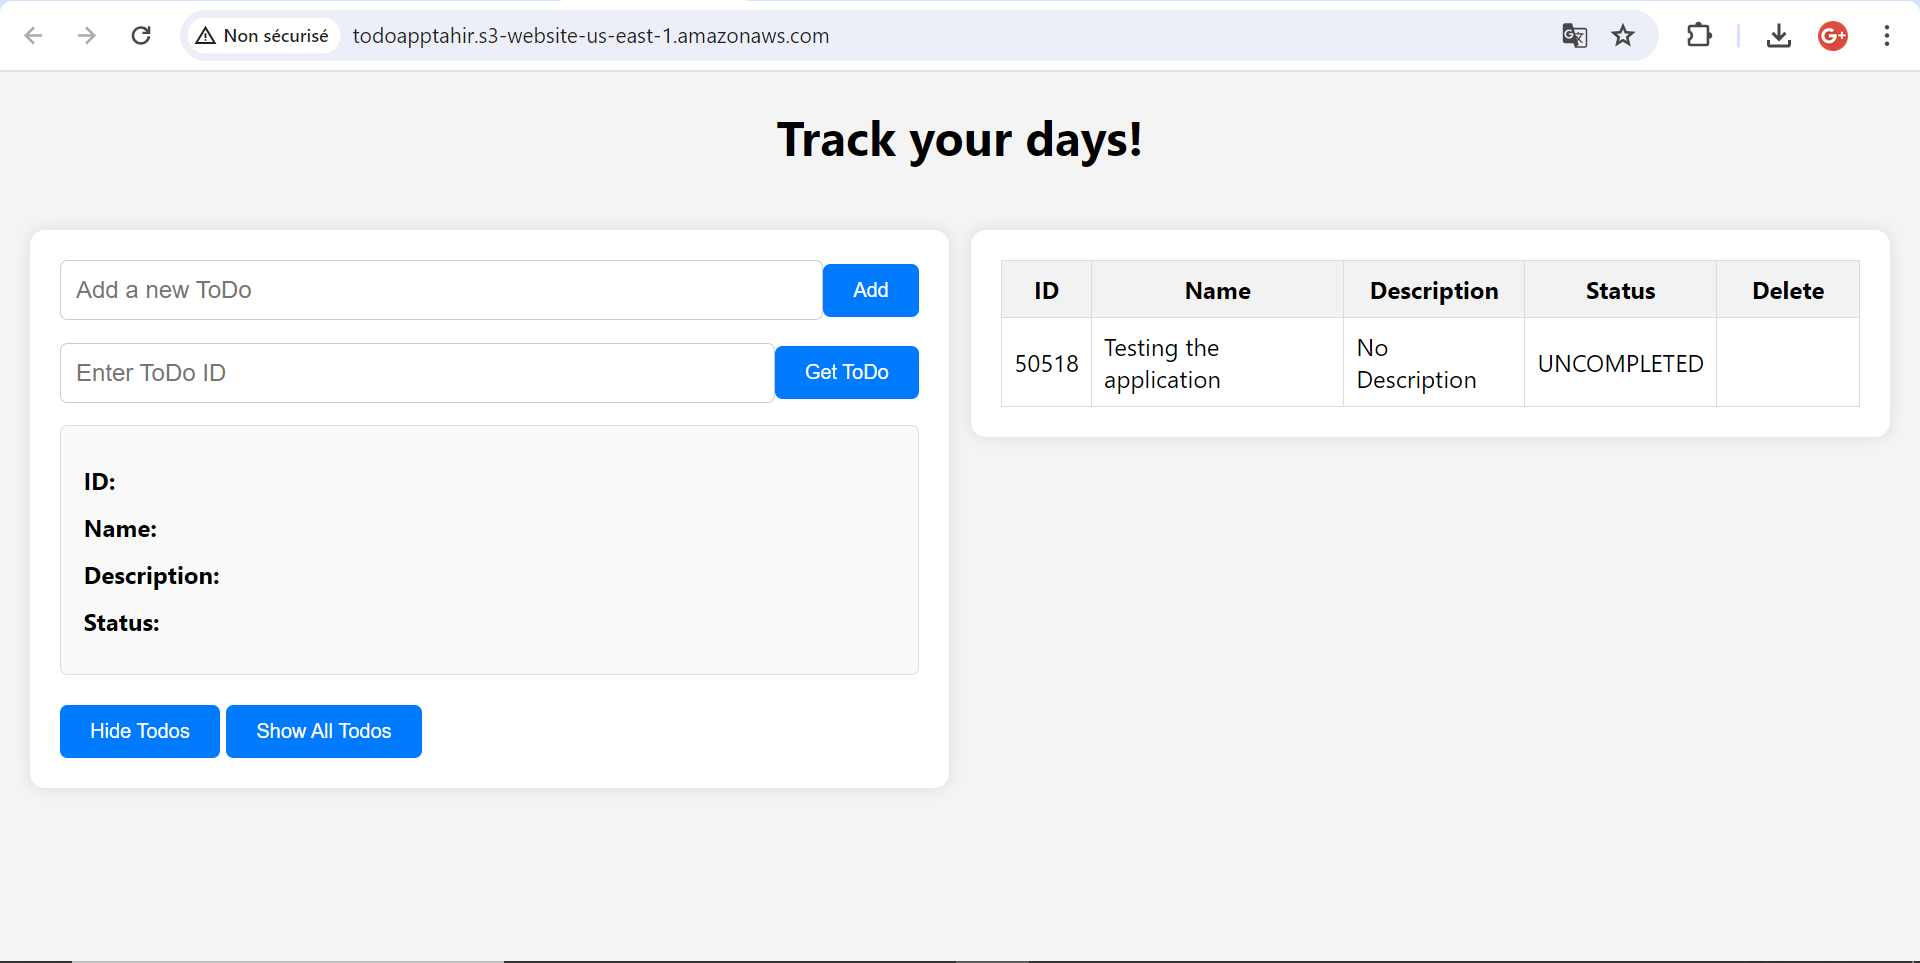 Non sécurisé todoapptahir.s3-website-us-east-1.amazonaws.com
G+
Track your days!
Add a new ToDo Add
Enter ToDo ID Get ToDo
ID:
Name:
Description:
Status:
Hide Todos Show All Todos
ID Name Description Status Delete
50518 Testing the application No Description UNCOMPLETED